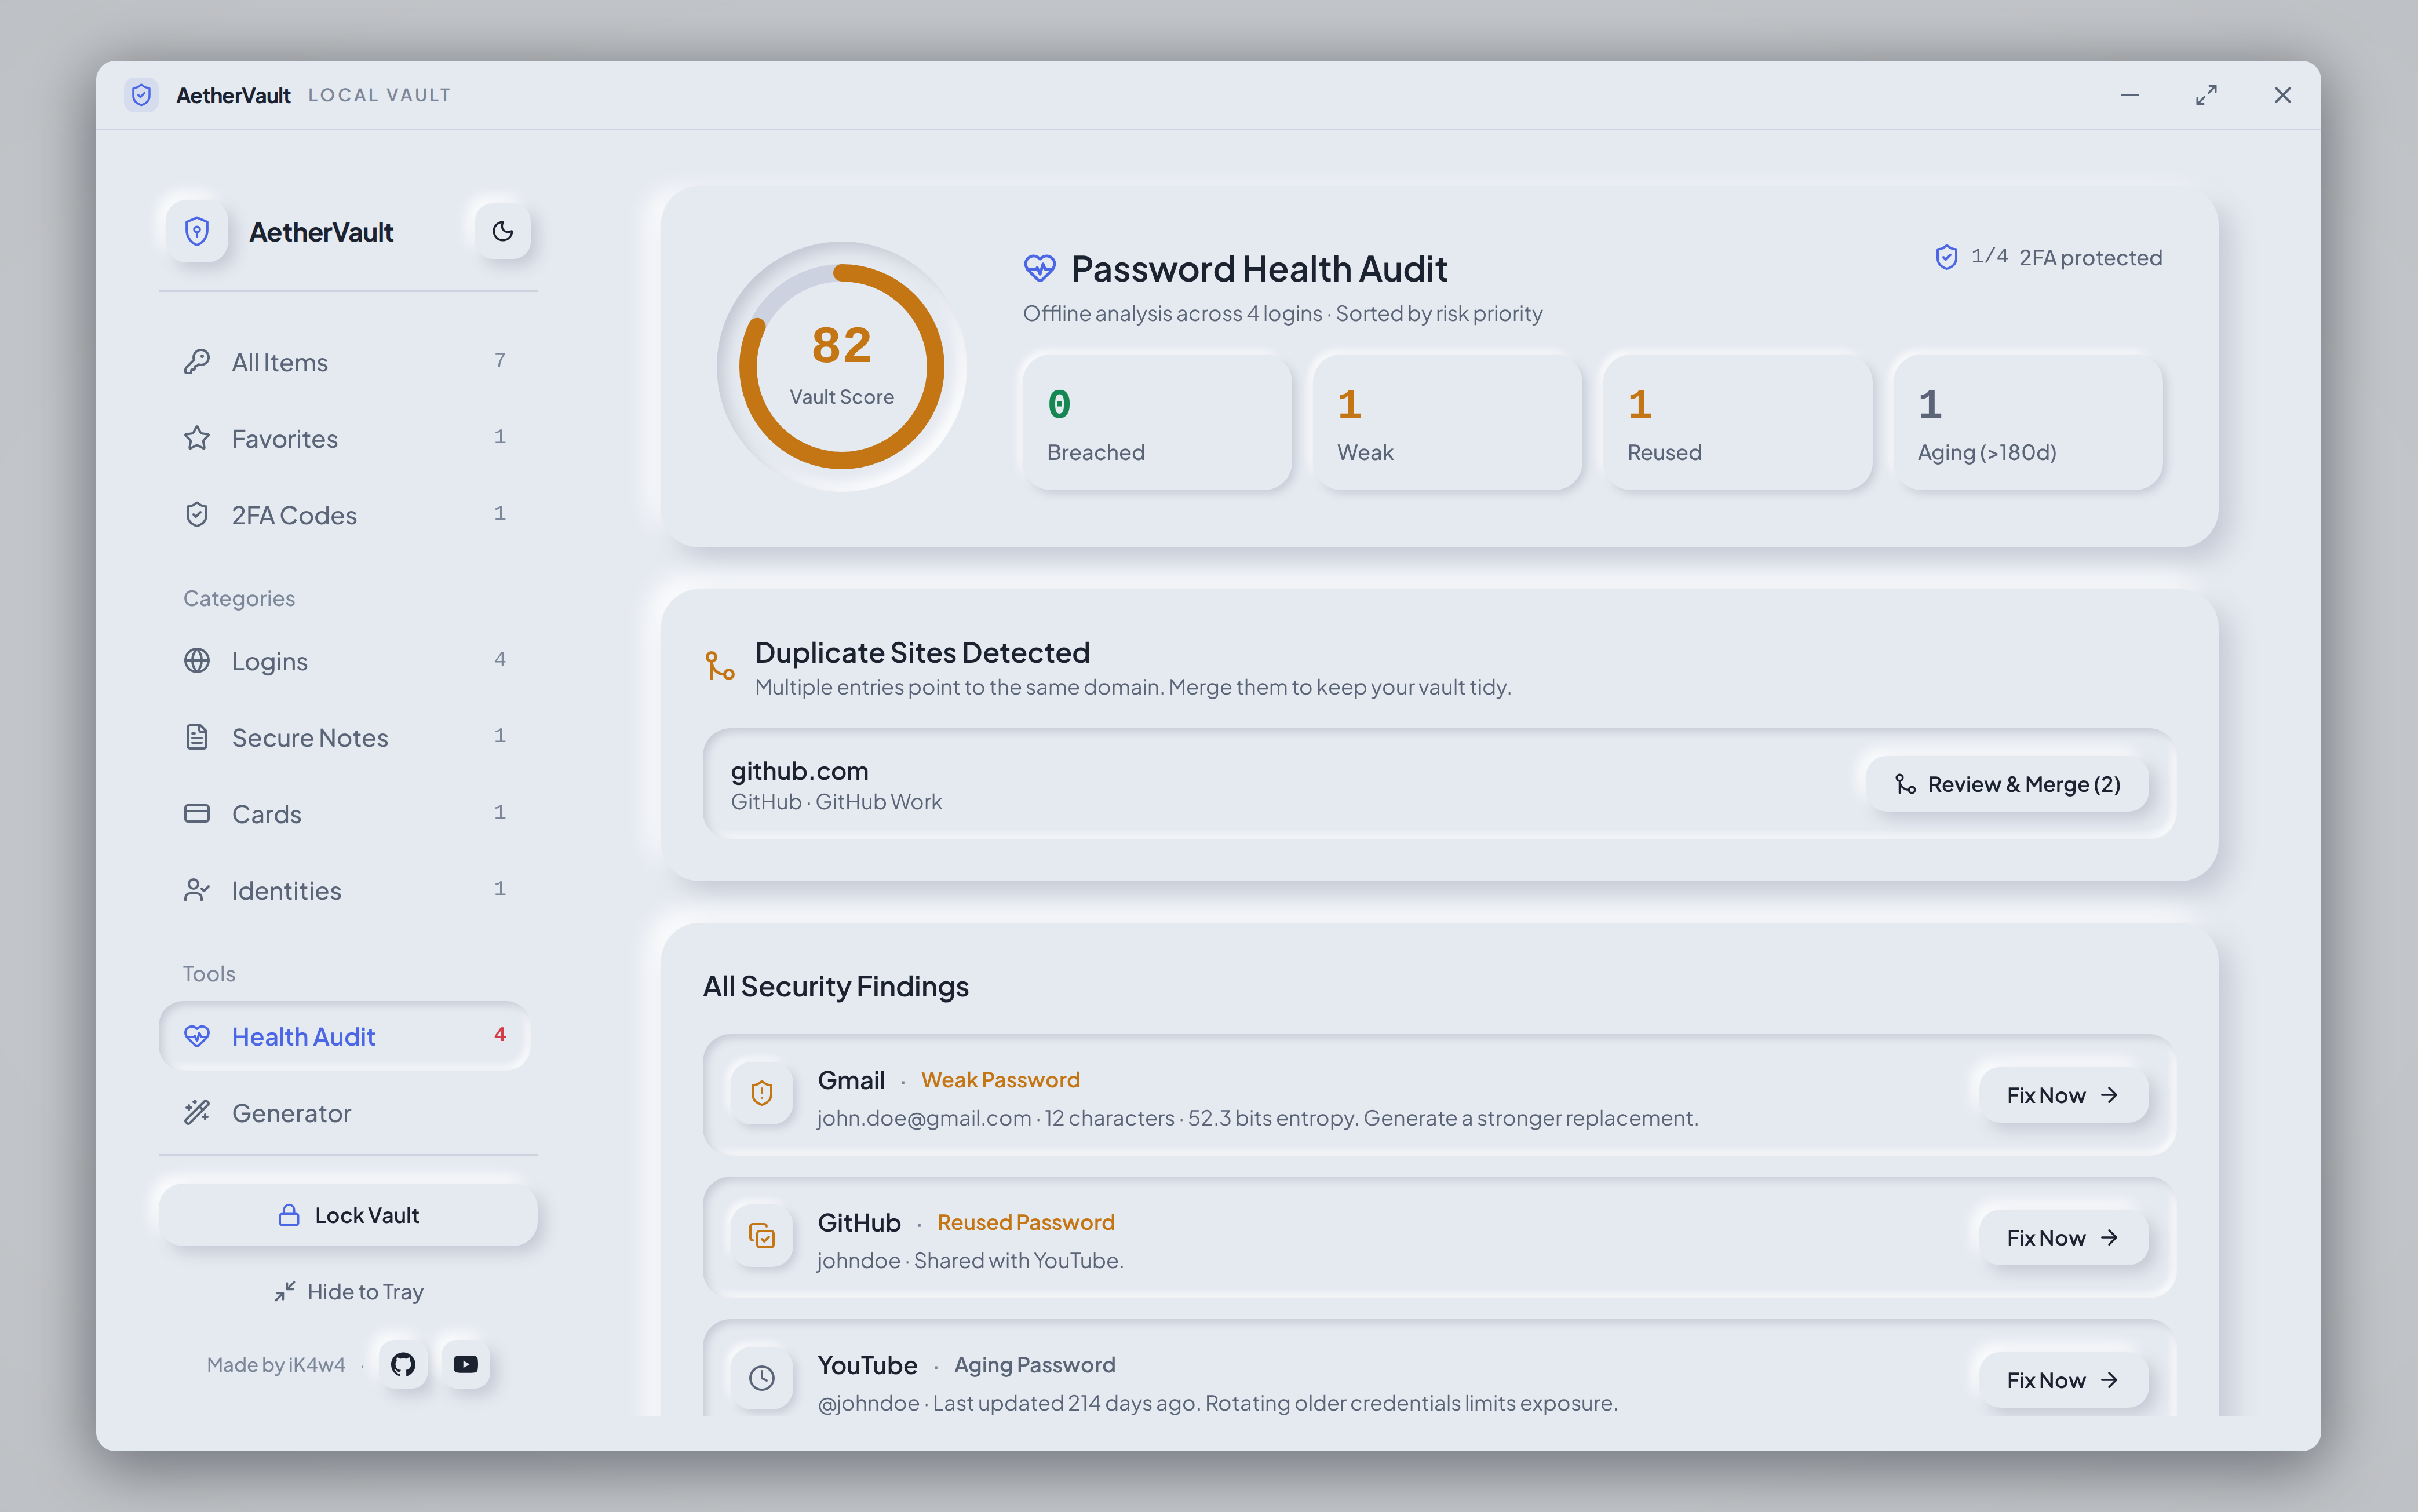 AetherVault LOCAL VAULT
AetherVault
All Items 7
Favorites 1
2FA Codes 1
Categories
Logins 4
Secure Notes 1
Cards 1
Identities 1
Tools
Health Audit 4
Generator
Lock Vault
Hide to Tray
Made by iK4w4 ·
82
Vault Score
Password Health Audit
1/4 2FA protected
Offline analysis across 4 logins · Sorted by risk priority
0
Breached
1
Weak
1
Reused
1
Aging (>180d)
Duplicate Sites Detected
Multiple entries point to the same domain. Merge them to keep your vault tidy.
github.com
GitHub · GitHub Work
Review & Merge (2)
All Security Findings
Gmail · Weak Password
john.doe@gmail.com · 12 characters · 52.3 bits entropy. Generate a stronger replacement.
Fix Now
GitHub · Reused Password
johndoe · Shared with YouTube.
Fix Now
YouTube · Aging Password
@johndoe · Last updated 214 days ago. Rotating older credentials limits exposure.
Fix Now